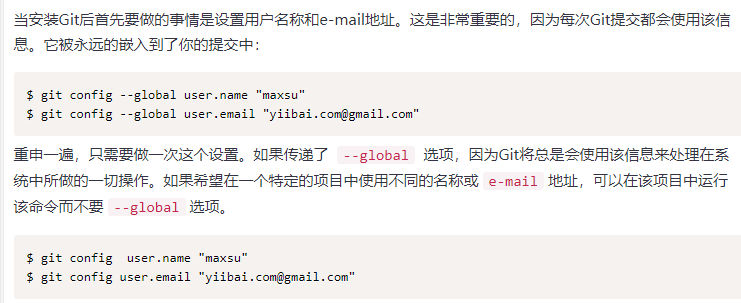 当安装Git后首先要做的事情是设置用户名称和e-mail地址。这是非常重要的，因为每次Git提交都会使用该信
息。它被永远的嵌入到了你的提交中：
$ git config --global user.name "maxsu"
$ git config --global user.email "yiibai.com@gmail.com"
重申一遍，只需要做一次这个设置。如果传递了 --global 选项，因为Git将总是会使用该信息来处理在系
统中所做的一切操作。如果希望在一个特定的项目中使用不同的名称或 e-mail 地址，可以在该项目中运行
该命令而不要 --global 选项。
$ git config  user.name "maxsu"
$ git config user.email "yiibai.com@gmail.com"